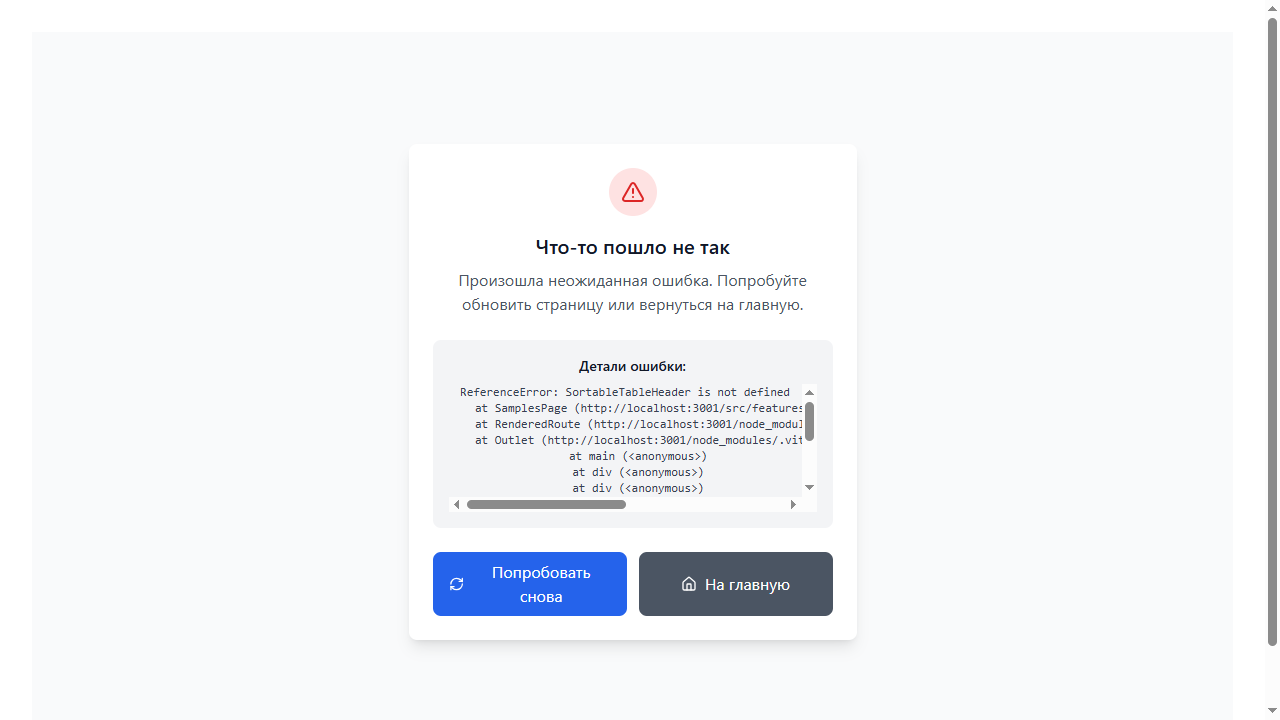 Что-то пошло не так
Произошла неожиданная ошибка. Попробуйте
обновить страницу или вернуться на главную.
Детали ошибки:
ReferenceError: SortableTableHeader is not defined
at SamplesPage (http://localhost:3001/src/features
at RenderedRoute (http://localhost:3001/node_modul
at Outlet (http://localhost:3001/node_modules/.vit
at main (<anonymous>)
at div (<anonymous>)
at div (<anonymous>)
Попробовать
снова
На главную